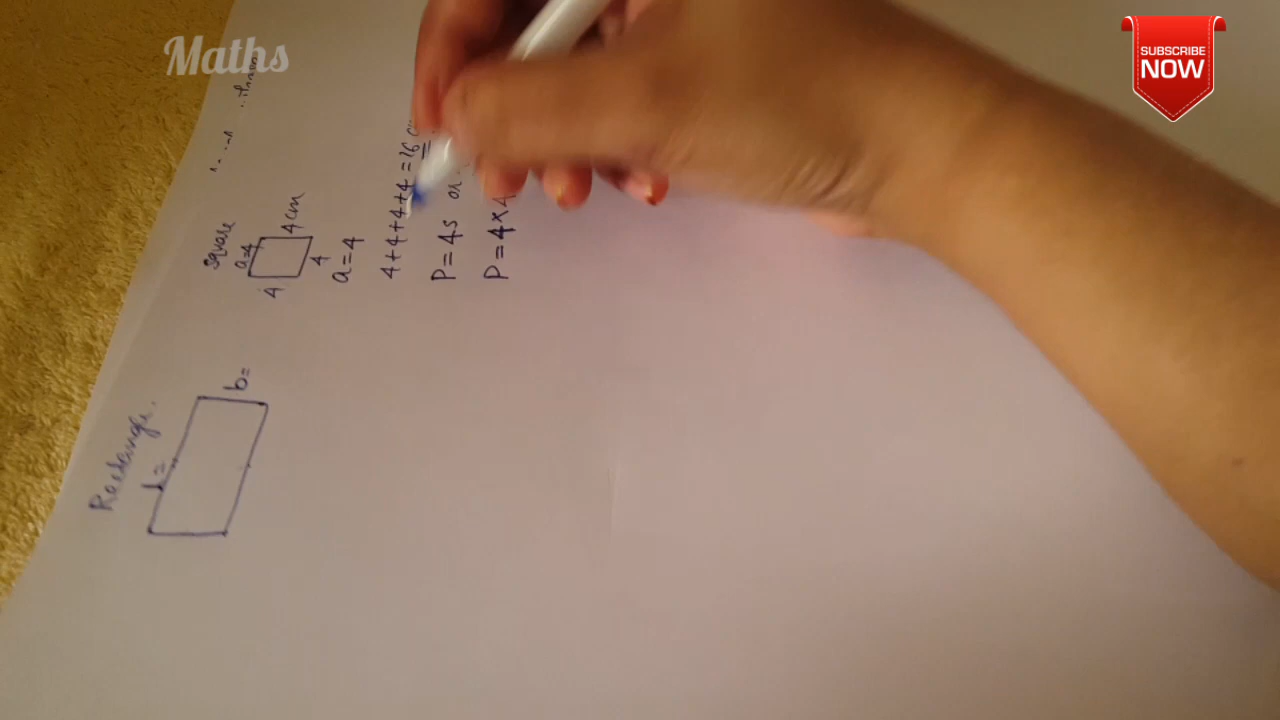 Maths
SUBSCRIBE
NOW
Square
a=4
4 cm
4
4
a = 4
4+4+4+4 = 16
P = 4s or
P = 4×4
Rectangle.
l =
b =